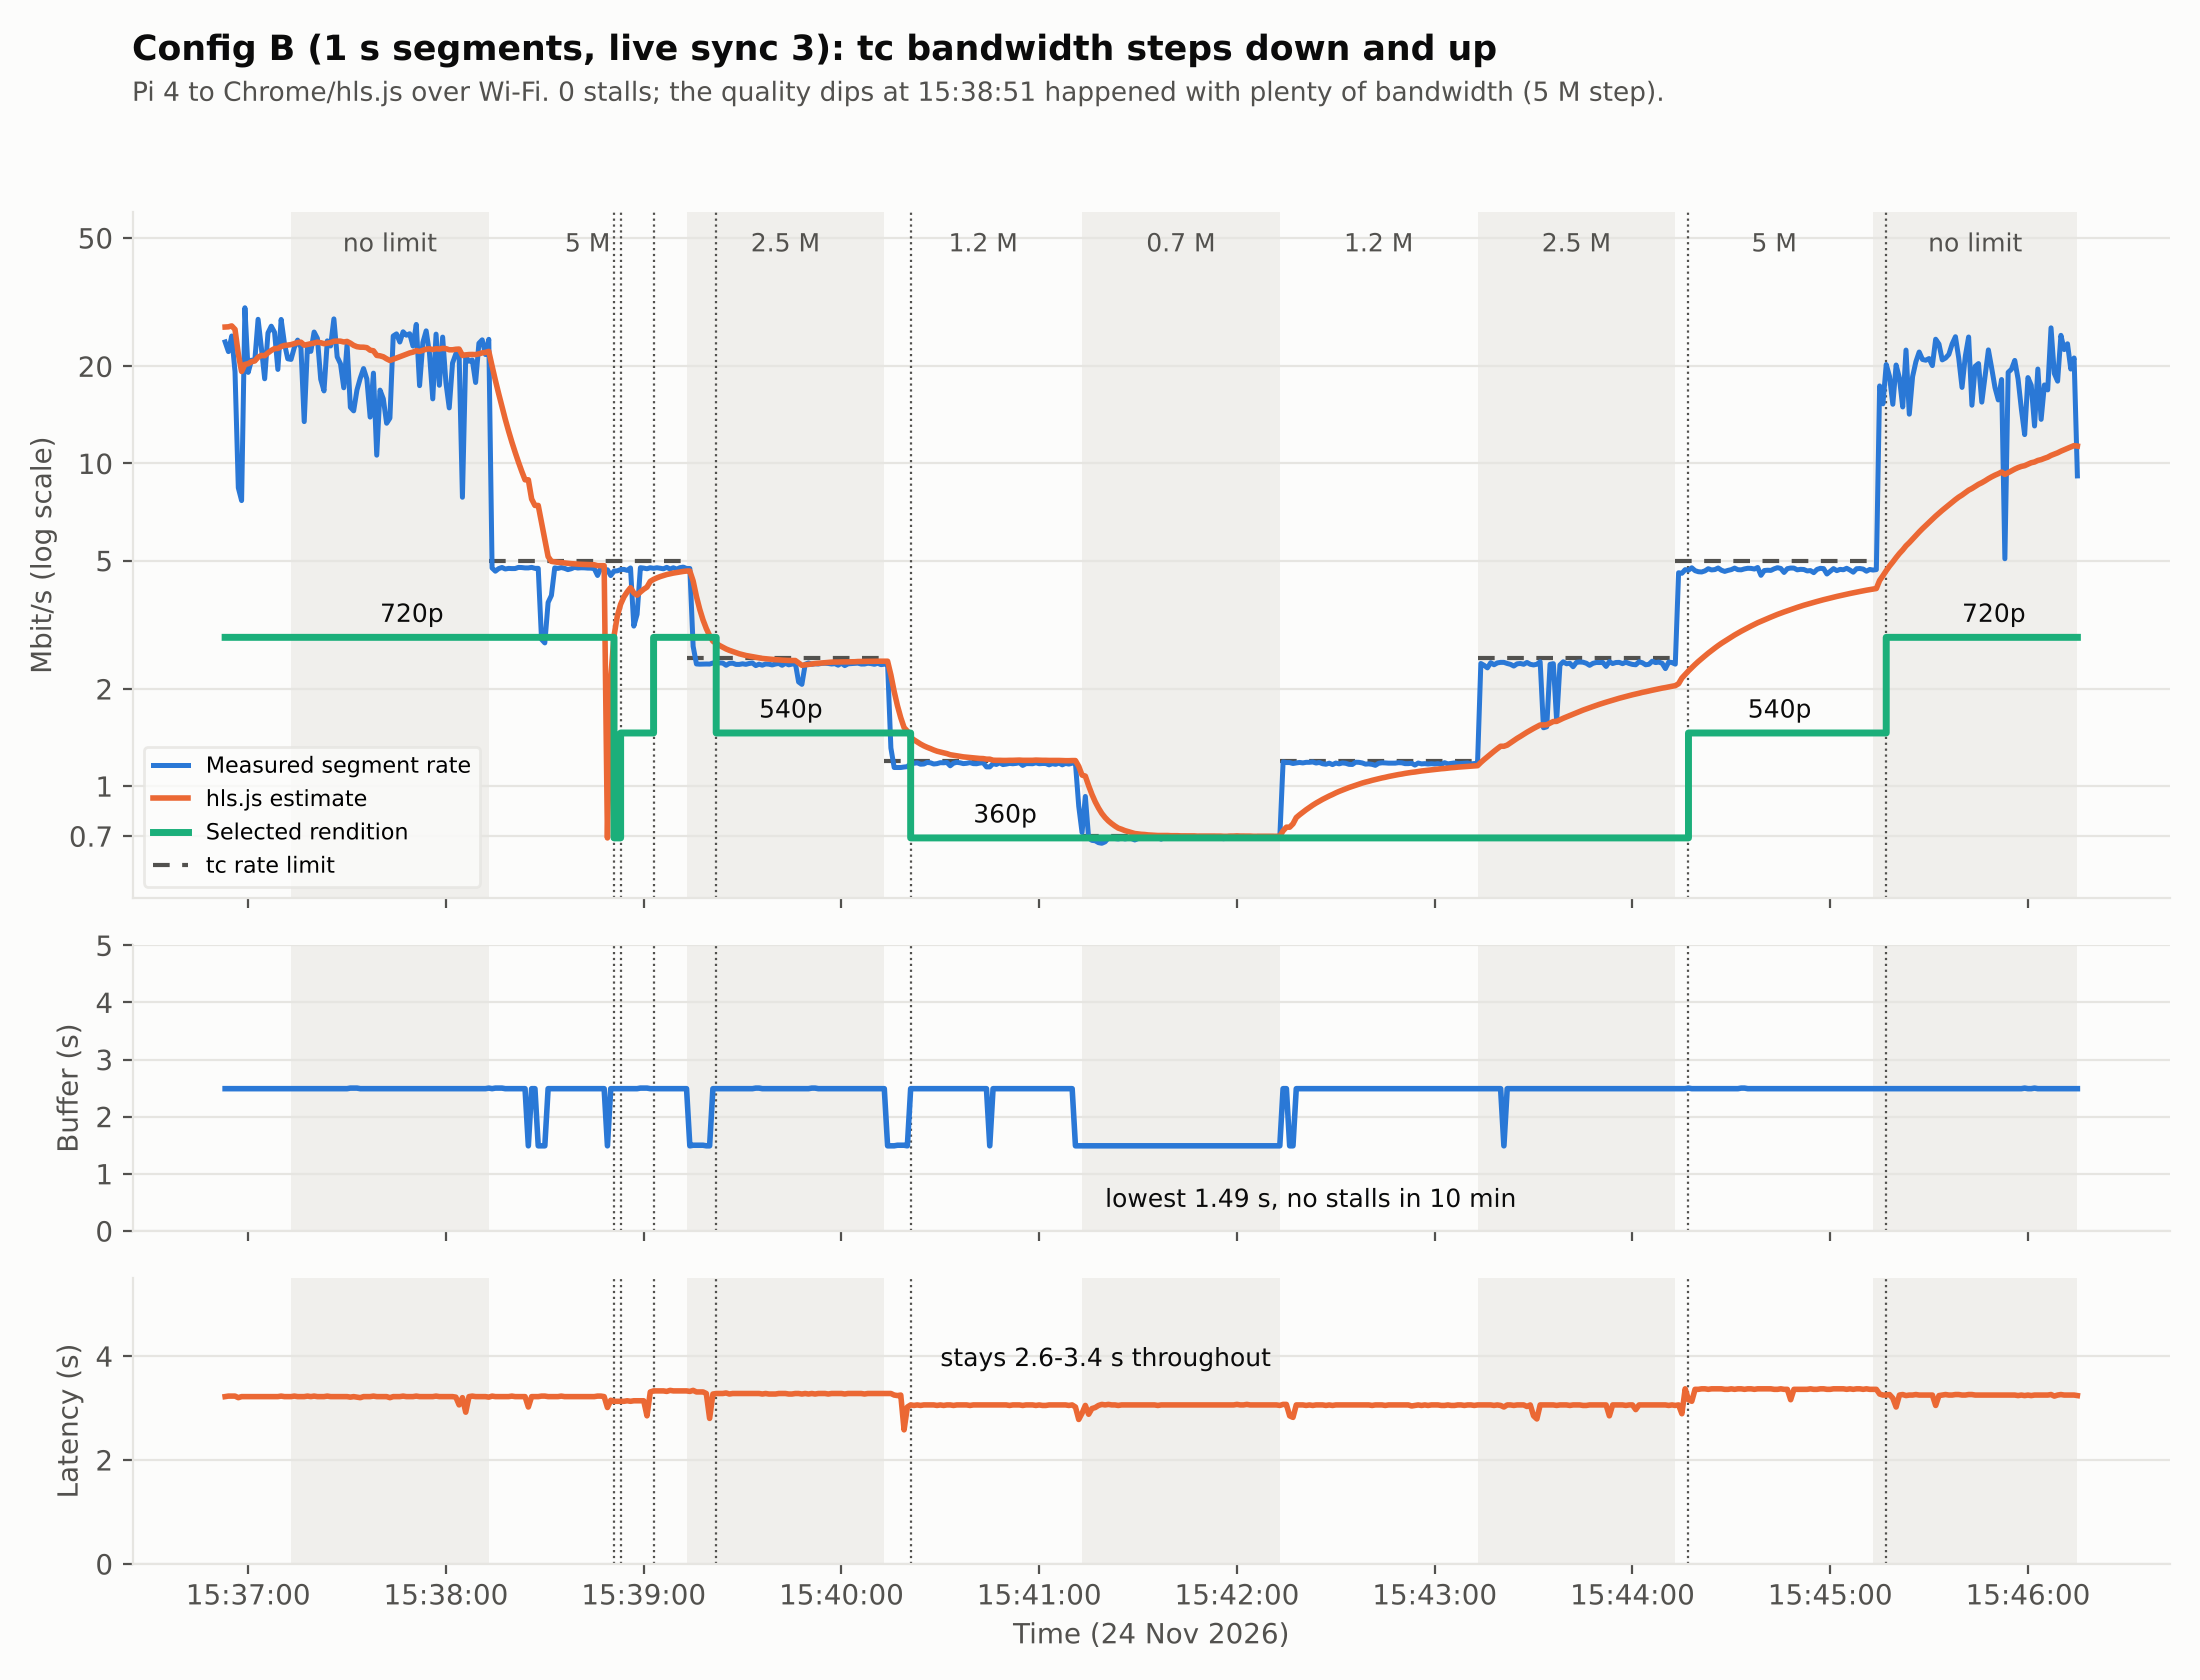 Config B (1 s segments, live sync 3): tc bandwidth steps down and up
Pi 4 to Chrome/hls.js over Wi-Fi. 0 stalls; the quality dips at 15:38:51 happened with plenty of bandwidth (5 M step).
no limit
5 M
2.5 M
1.2 M
0.7 M
1.2 M
2.5 M
5 M
no limit
Mbit/s (log scale)
50
20
10
5
2
1
0.7
720p
540p
360p
540p
720p
Measured segment rate
hls.js estimate
Selected rendition
tc rate limit
Buffer (s)
5
4
3
2
1
0
lowest 1.49 s, no stalls in 10 min
Latency (s)
4
2
0
stays 2.6-3.4 s throughout
15:37:00
15:38:00
15:39:00
15:40:00
15:41:00
15:42:00
15:43:00
15:44:00
15:45:00
15:46:00
Time (24 Nov 2026)